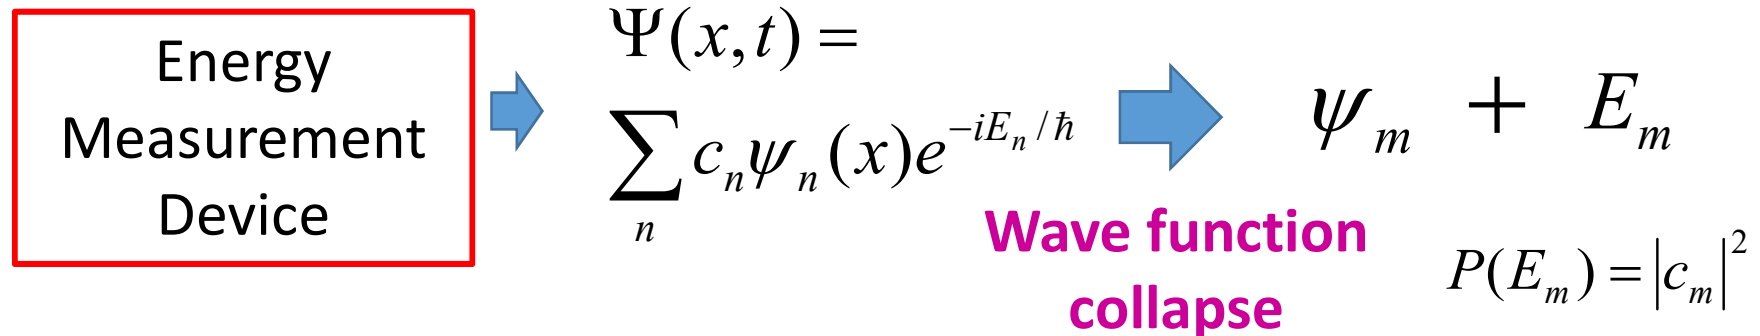 Energy
Measurement
Device
Ψ(x,t) =
∑ₙ cₙψₙ(x)e^{-iEₙ/ħ}
Wave function
collapse
ψₘ + Eₘ
P(Eₘ) = |cₘ|²